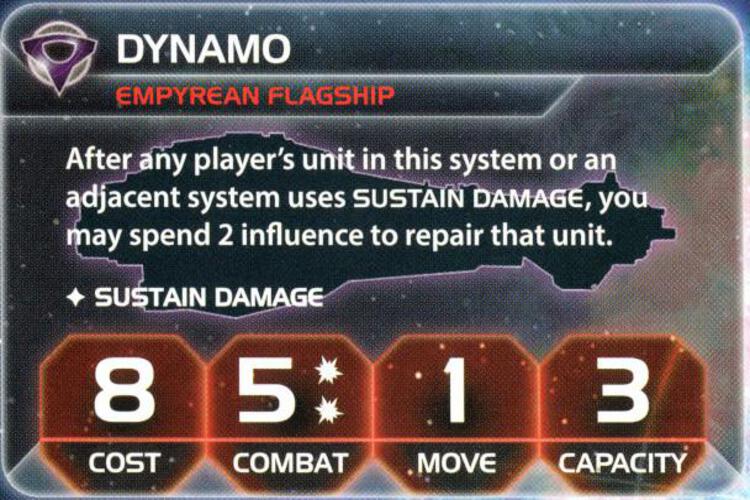 DYNAMO
EMPYREAN FLAGSHIP
After any player's unit in this system or an
adjacent system uses SUSTAIN DAMAGE, you
may spend 2 influence to repair that unit.
✦ SUSTAIN DAMAGE
8 5 1 3
COST COMBAT MOVE CAPACITY